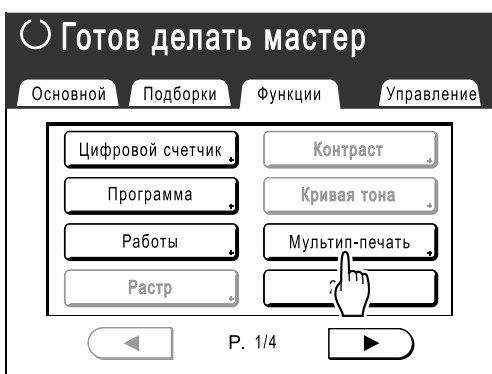 Готов делать мастер
Основной Подборки Функции Управление
Цифровой счетчик Контраст
Программа Кривая тона
Работы Мультип-печать
Растр
P. 1/4